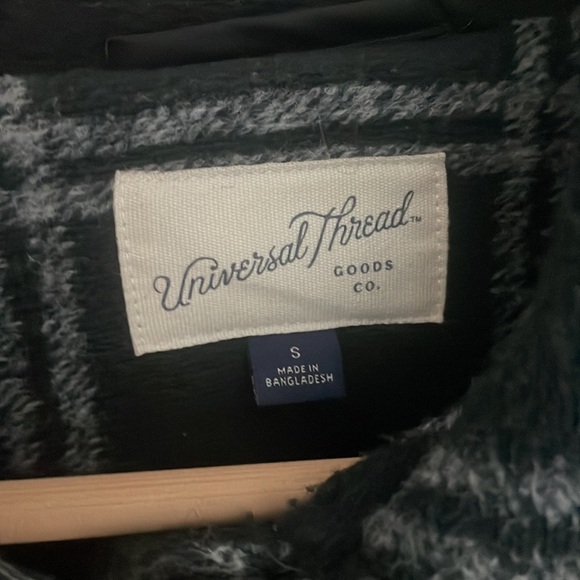 Universal Thread™
GOODS
CO.
S
MADE IN
BANGLADESH